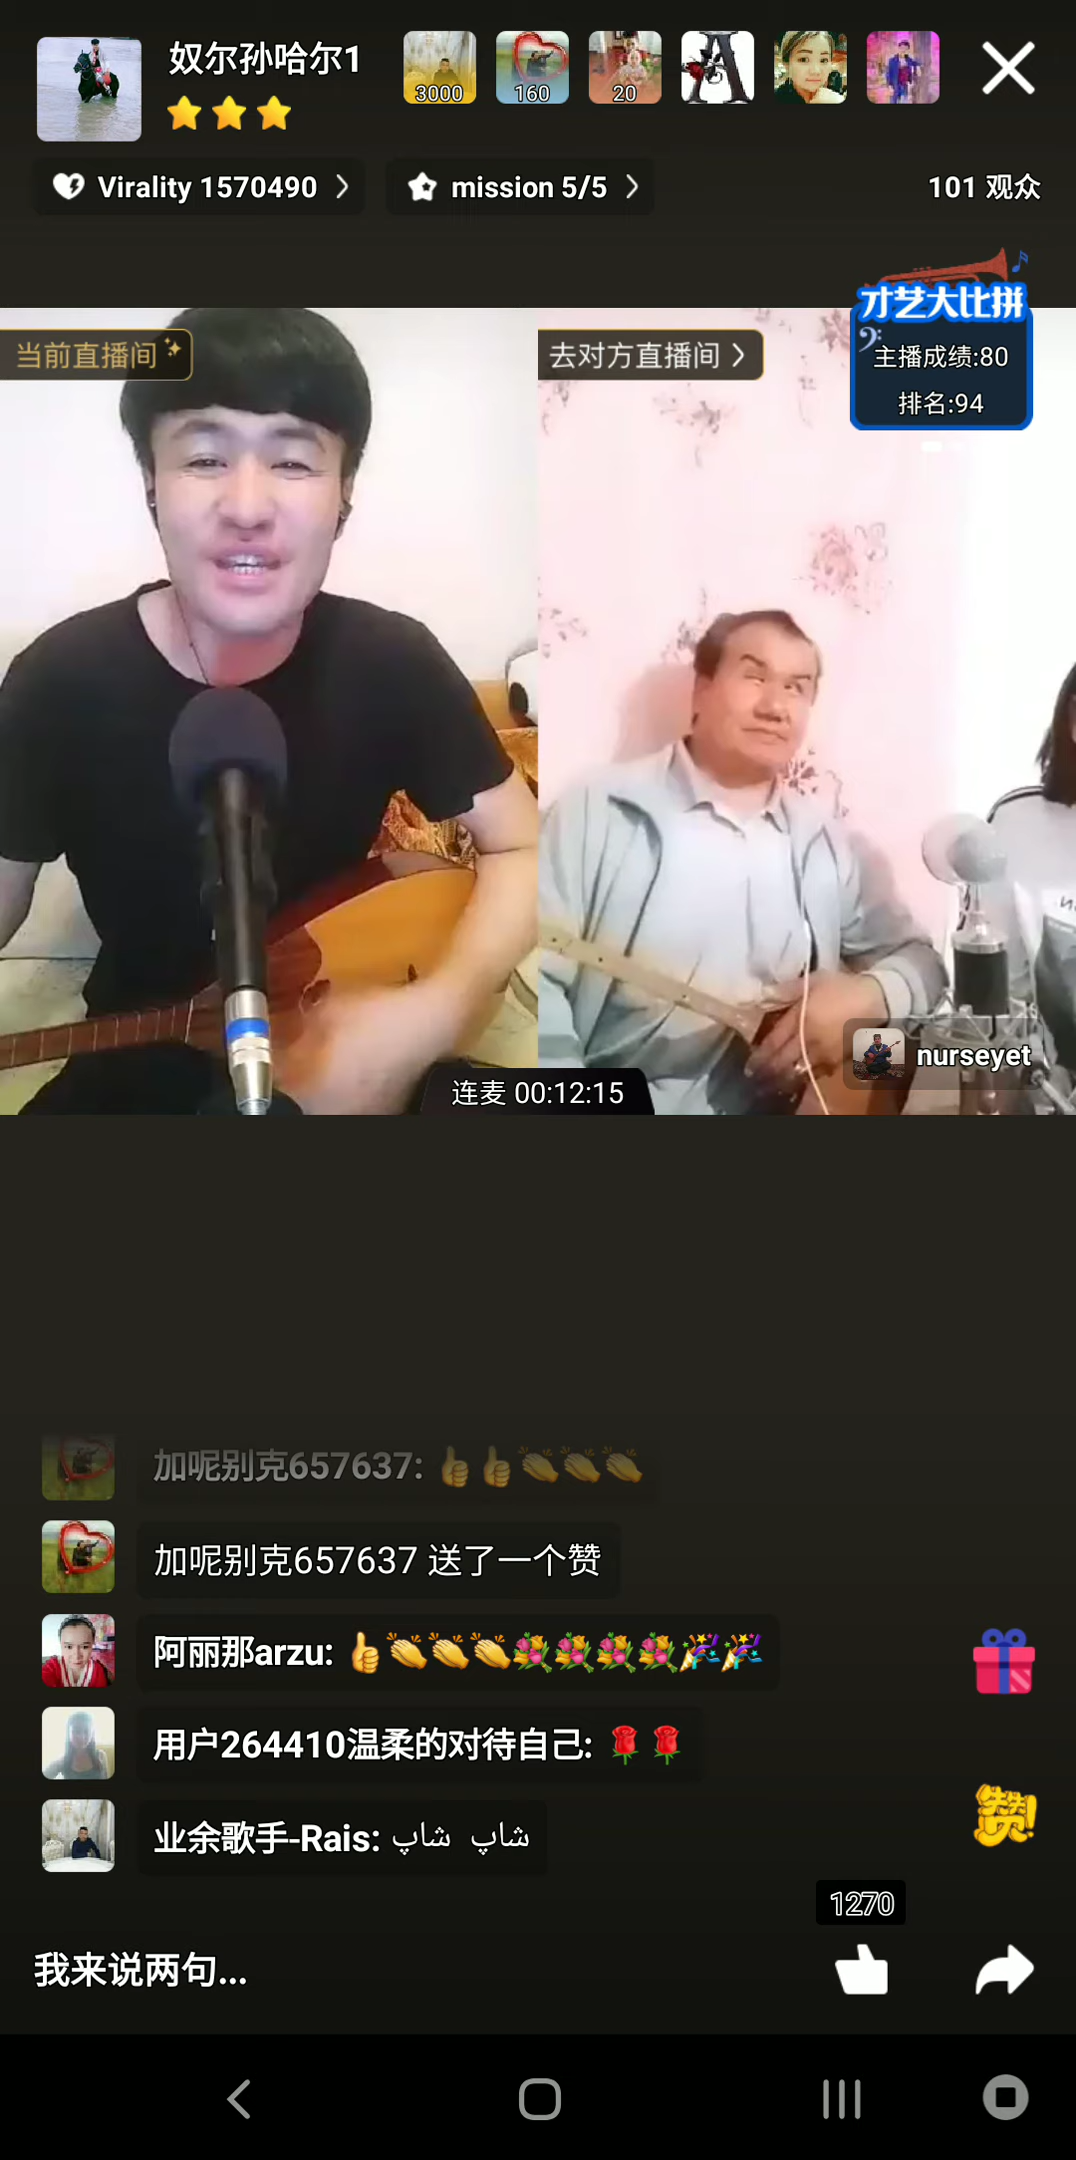 奴尔孙哈尔1
3000
160
20
Virality 1570490
mission 5/5
101 观众
才艺大比拼
主播成绩:80
排名:94
当前直播间
去对方直播间
nurseyet
连麦 00:12:15
加呢别克657637: 👍👍👏👏👏
加呢别克657637 送了一个赞
阿丽那arzu: 👍👏👏👏💐💐💐💐🎉🎉
用户264410温柔的对待自己: 🌹🌹
业余歌手-Rais: شاپ شاپ
赞!
1270
我来说两句...